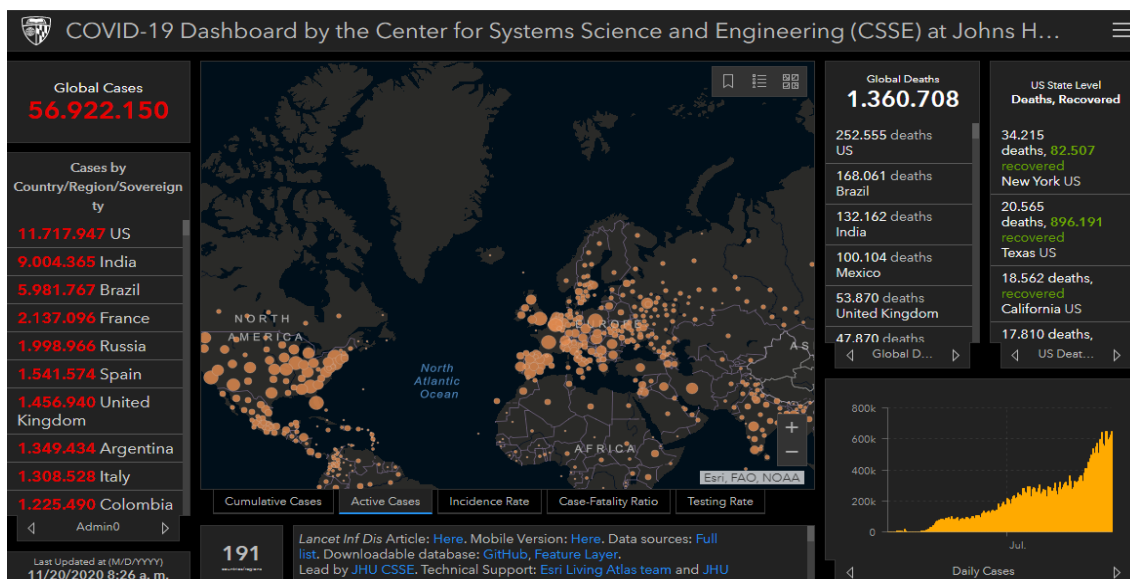 COVID-19 Dashboard by the Center for Systems Science and Engineering (CSSE) at Johns H...
Global Cases
56.922.150
Cases by
Country/Region/Sovereign
ty
11.717.947 US
9.004.365 India
5.981.767 Brazil
2.137.096 France
1.998.966 Russia
1.541.574 Spain
1.456.940 United
Kingdom
1.349.434 Argentina
1.308.528 Italy
1.225.490 Colombia
Admin0
Last Updated at (M/D/YYYY)
11/20/2020 8:26 a. m.
NORTH
AMERICA
North
Atlantic
Ocean
EUROPE
AS
AFRICA
+
−
Esri, FAO, NOAA
Cumulative Cases
Active Cases
Incidence Rate
Case-Fatality Ratio
Testing Rate
191
countries/regions
Lancet Inf Dis Article: Here. Mobile Version: Here. Data sources: Full
list. Downloadable database: GitHub, Feature Layer.
Lead by JHU CSSE. Technical Support: Esri Living Atlas team and JHU
Global Deaths
1.360.708
252.555 deaths
US
168.061 deaths
Brazil
132.162 deaths
India
100.104 deaths
Mexico
53.870 deaths
United Kingdom
47.870 deaths
Global D...
US State Level
Deaths, Recovered
34.215
deaths, 82.507
recovered
New York US
20.565
deaths, 896.191
recovered
Texas US
18.562 deaths,
recovered
California US
17.810 deaths,
US Deat...
800k
600k
400k
200k
0
Jul.
Daily Cases